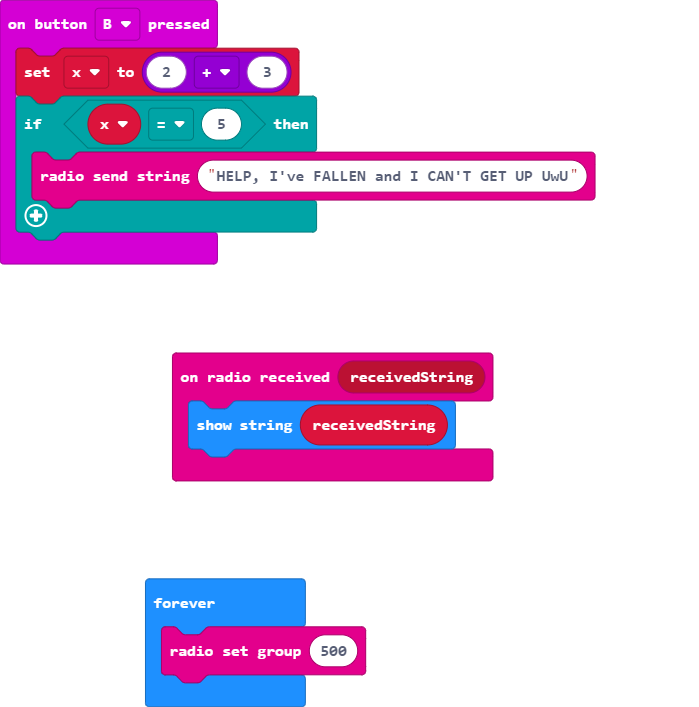 on button B pressed
set x to 2 + 3
if x = 5 then
radio send string "HELP, I've FALLEN and I CAN'T GET UP UwU"
on radio received receivedString
show string receivedString
forever
radio set group 500